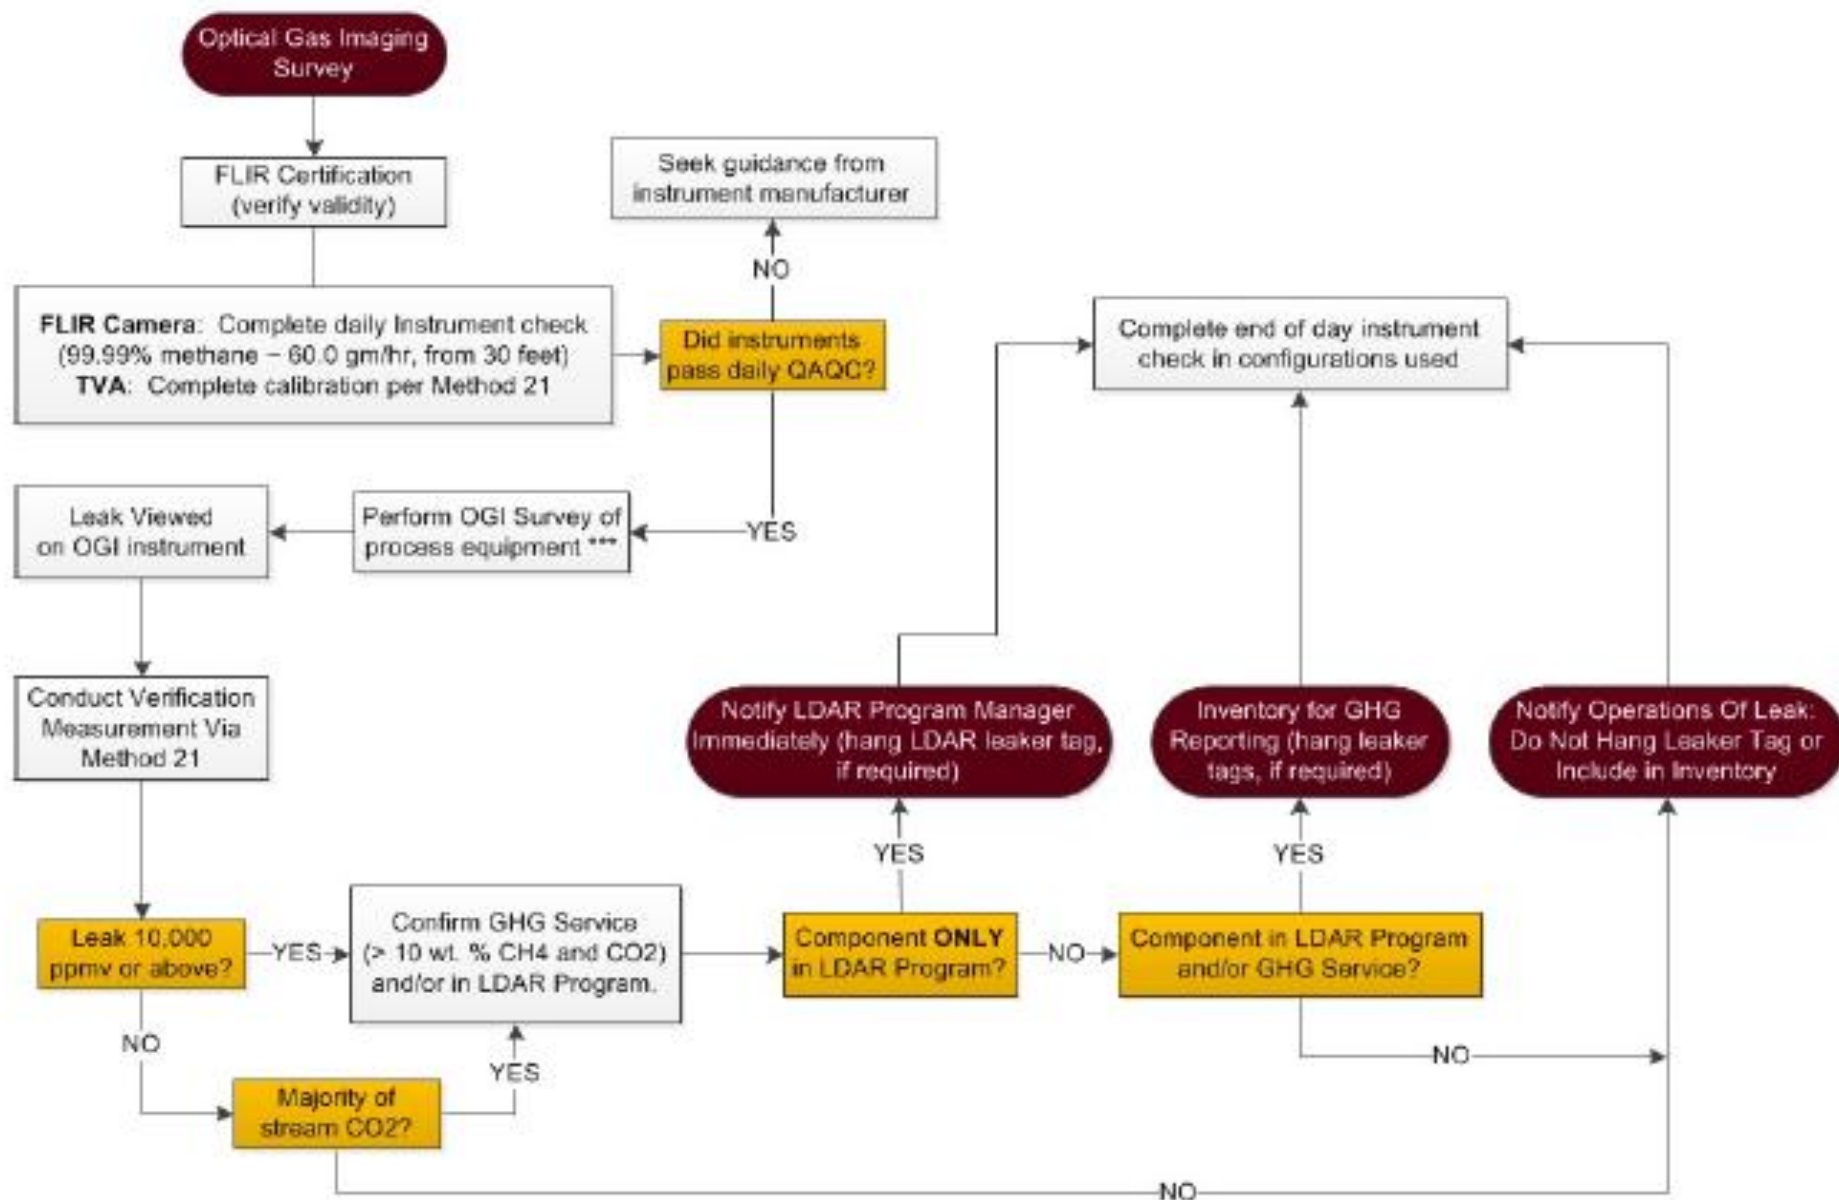 Optical Gas Imaging
Survey
FLIR Certification
(verify validity)
Seek guidance from
instrument manufacturer
NO
FLIR Camera: Complete daily Instrument check
(99.99% methane – 60.0 gm/hr, from 30 feet)
TVA: Complete calibration per Method 21
Did instruments
pass daily QAQC?
Complete end of day instrument
check in configurations used
YES
Perform OGI Survey of
process equipment ***
Leak Viewed
on OGI instrument
Conduct Verification
Measurement Via
Method 21
Notify LDAR Program Manager
Immediately (hang LDAR leaker tag,
if required)
Inventory for GHG
Reporting (hang leaker
tags, if required)
Notify Operations Of Leak:
Do Not Hang Leaker Tag or
Include in Inventory
YES
YES
Leak 10,000
ppmv or above?
YES
Confirm GHG Service
(> 10 wt. % CH4 and CO2)
and/or in LDAR Program.
Component ONLY
in LDAR Program?
NO
Component in LDAR Program
and/or GHG Service?
NO
YES
NO
Majority of
stream CO2?
NO